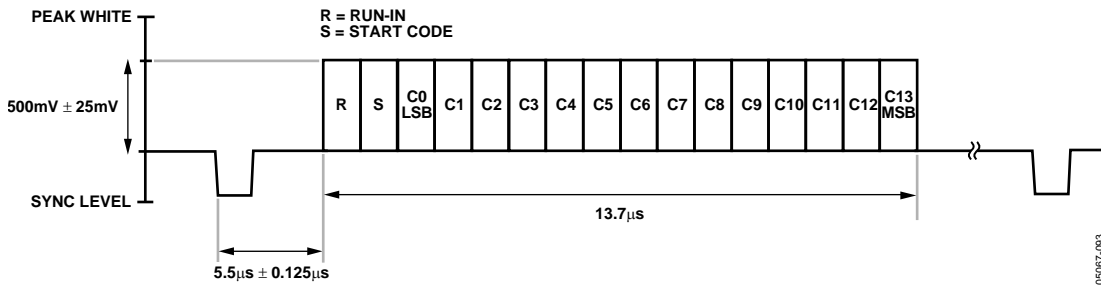 PEAK WHITE
R = RUN-IN
S = START CODE
500mV ± 25mV
R
S
C0
LSB
C1
C2
C3
C4
C5
C6
C7
C8
C9
C10
C11
C12
C13
MSB
SYNC LEVEL
13.7µs
5.5µs ± 0.125µs
05067-093